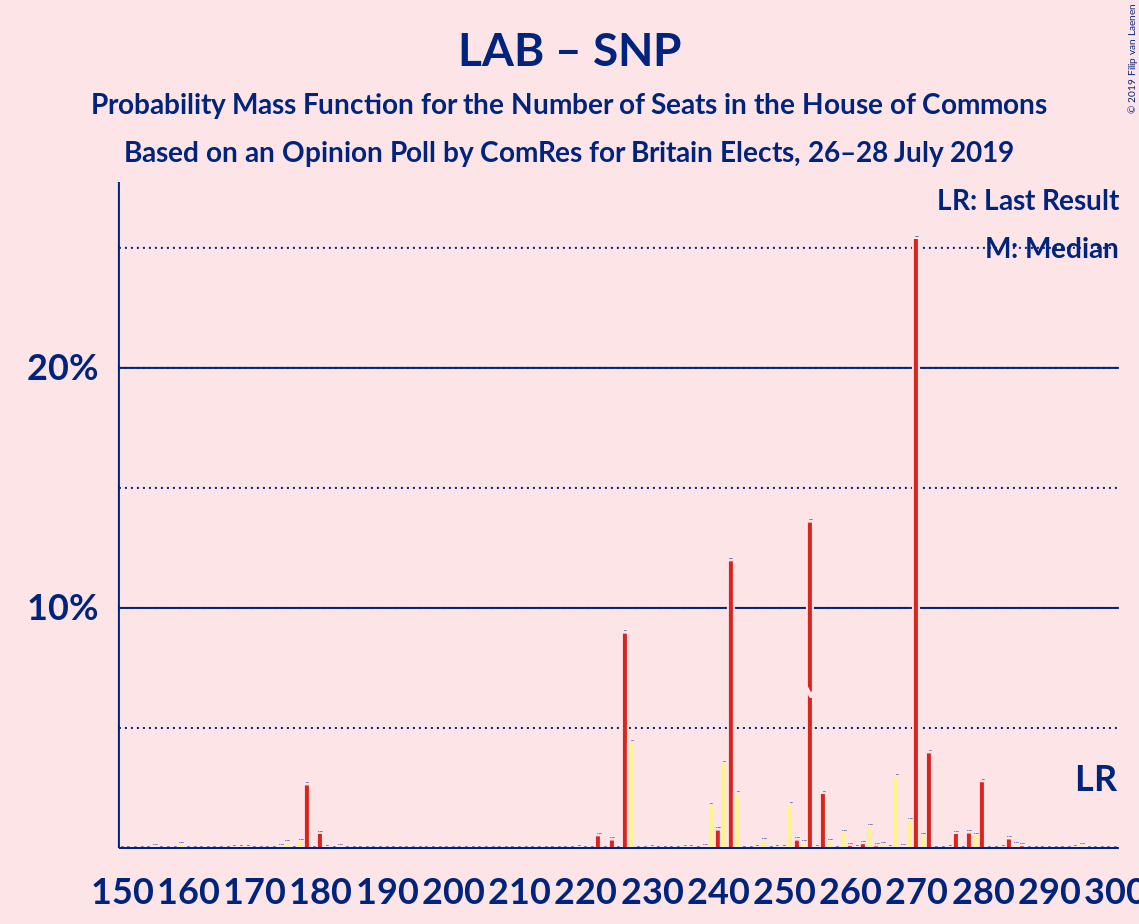 LAB – SNP
Probability Mass Function for the Number of Seats in the House of Commons
Based on an Opinion Poll by ComRes for Britain Elects, 26–28 July 2019
© 2019 Filip van Laenen
LR: Last Result
M: Median
20%
10%
LR
150 160 170 180 190 200 210 220 230 240 250 260 270 280 290 300